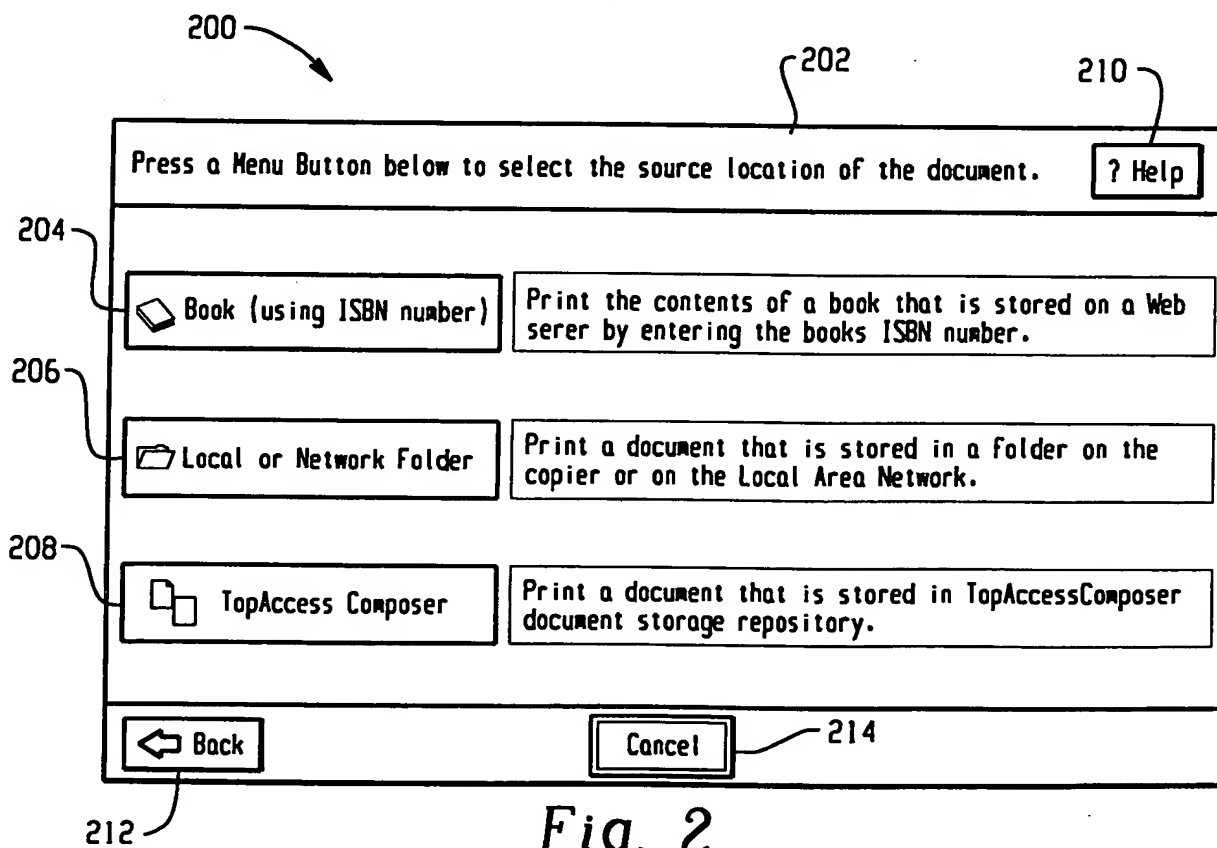 200
202
210
Press a Menu Button below to select the source location of the document.
? Help
204
Book (using ISBN number)
Print the contents of a book that is stored on a Web
serer by entering the books ISBN number.
206
Local or Network Folder
Print a document that is stored in a folder on the
copier or on the Local Area Network.
208
TopAccess Composer
Print a document that is stored in TopAccessComposer
document storage repository.
Back
Cancel
214
212
Fig. 2